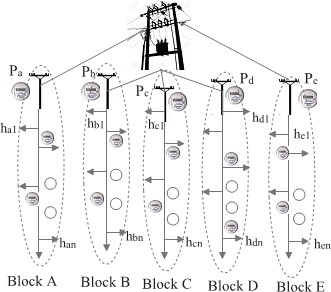 Pa
Pb
Pc
Pd
Pe
ha1
hb1
hc1
hd1
he1
han
hbn
hcn
hdn
hen
Block A
Block B
Block C
Block D
Block E